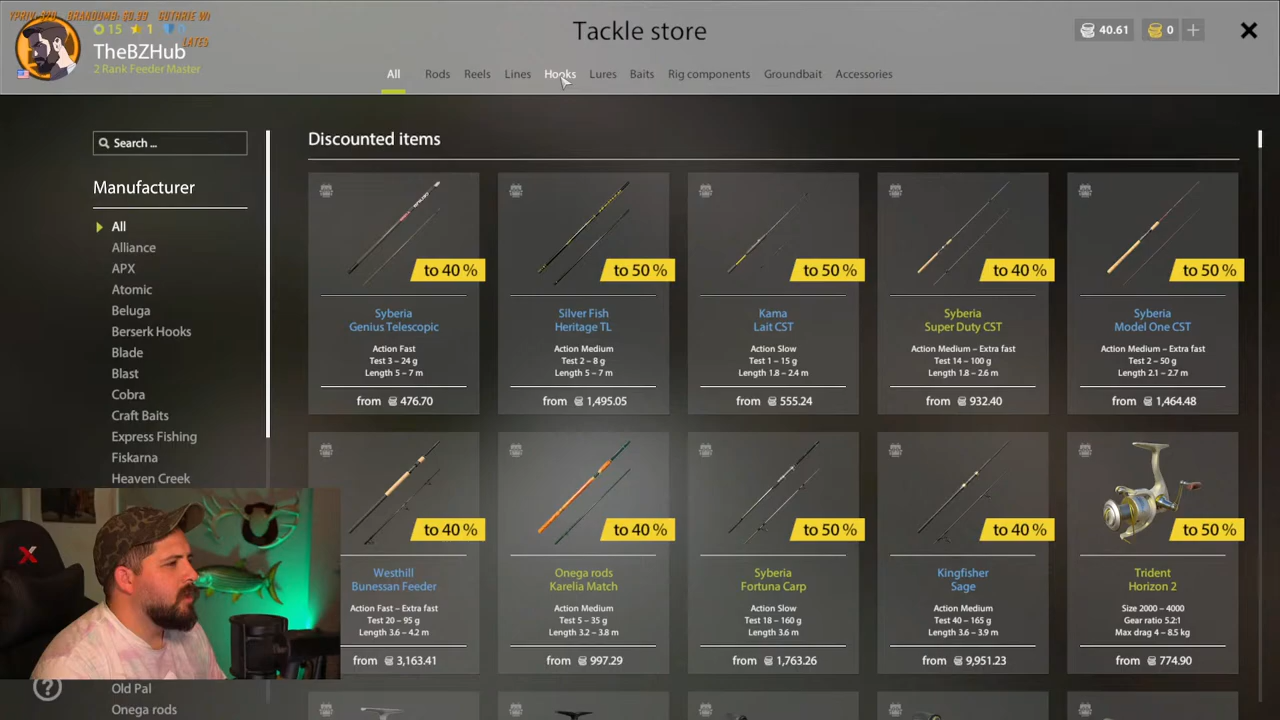 TheBZHub
2 Rank Feeder Master
15
1
Tackle store
40.61
0
All
Rods
Reels
Lines
Hooks
Lures
Baits
Rig components
Groundbait
Accessories
Search ...
Manufacturer
All
Alliance
APX
Atomic
Beluga
Berserk Hooks
Blade
Blast
Cobra
Craft Baits
Express Fishing
Fiskarna
Heaven Creek
Old Pal
Onega rods
Discounted items
to 40 %
Syberia
Genius Telescopic
Action Fast
Test 3 – 24 g
Length 5 – 7 m
from 476.70
to 50 %
Silver Fish
Heritage TL
Action Medium
Test 2 – 8 g
Length 5 – 7 m
from 1,495.05
to 50 %
Kama
Lait CST
Action Slow
Test 1 – 15 g
Length 1.8 – 2.4 m
from 555.24
to 40 %
Syberia
Super Duty CST
Action Medium – Extra fast
Test 14 – 100 g
Length 1.8 – 2.6 m
from 932.40
to 50 %
Syberia
Model One CST
Action Medium – Extra fast
Test 2 – 50 g
Length 2.1 – 2.7 m
from 1,464.48
to 40 %
Westhill
Bunessan Feeder
Action Fast – Extra fast
Test 20 – 95 g
Length 3.6 – 4.2 m
from 3,163.41
to 40 %
Onega rods
Karelia Match
Action Medium
Test 5 – 35 g
Length 3.2 – 3.8 m
from 997.29
to 50 %
Syberia
Fortuna Carp
Action Slow
Test 18 – 160 g
Length 3.6 m
from 1,763.26
to 40 %
Kingfisher
Sage
Action Medium
Test 40 – 165 g
Length 3.6 – 3.9 m
from 9,951.23
to 50 %
Trident
Horizon 2
Size 2000 – 4000
Gear ratio 5.2:1
Max drag 4 – 8.5 kg
from 774.90